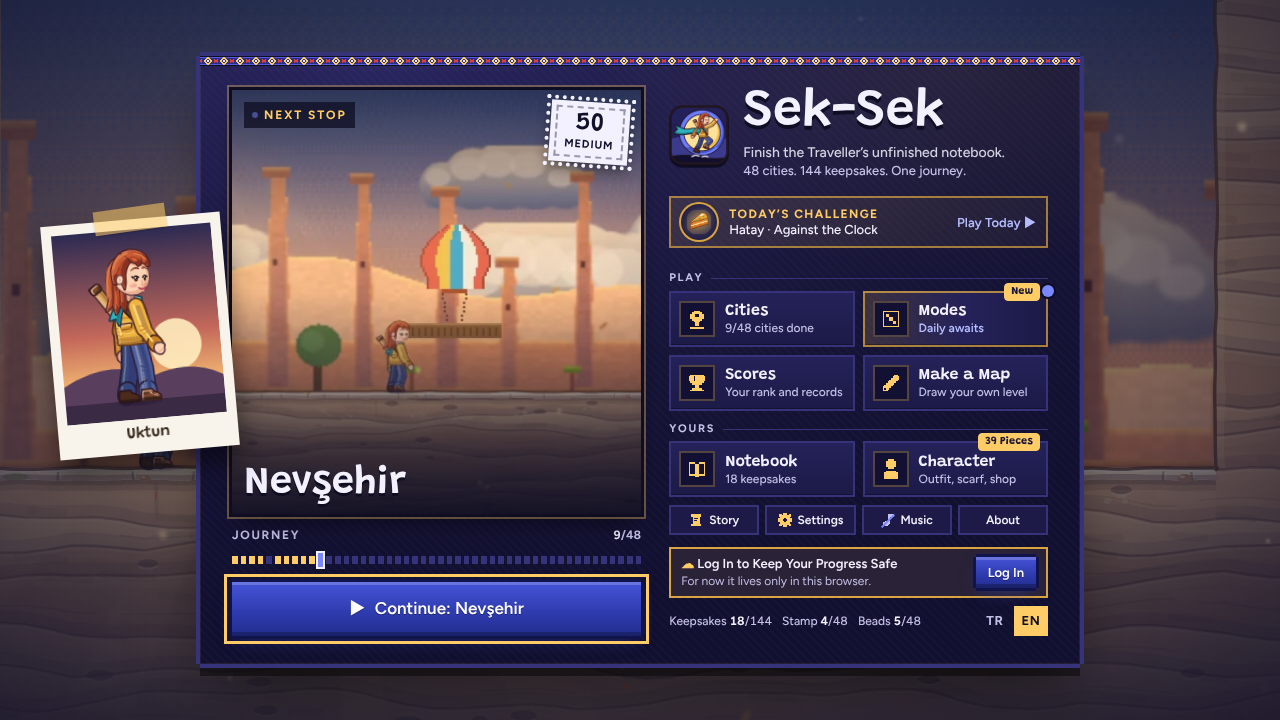 NEXT STOP
50
MEDIUM
Uktun
Nevşehir
JOURNEY 9/48
▶ Continue: Nevşehir
Sek-Sek
Finish the Traveller's unfinished notebook.
48 cities. 144 keepsakes. One journey.
TODAY'S CHALLENGE
Hatay · Against the Clock
Play Today ▶
PLAY
Cities
9/48 cities done
New
Modes
Daily awaits
Scores
Your rank and records
Make a Map
Draw your own level
YOURS
Notebook
18 keepsakes
39 Pieces
Character
Outfit, scarf, shop
Story
Settings
Music
About
☁ Log In to Keep Your Progress Safe
For now it lives only in this browser.
Log In
Keepsakes 18/144 Stamp 4/48 Beads 5/48
TR EN